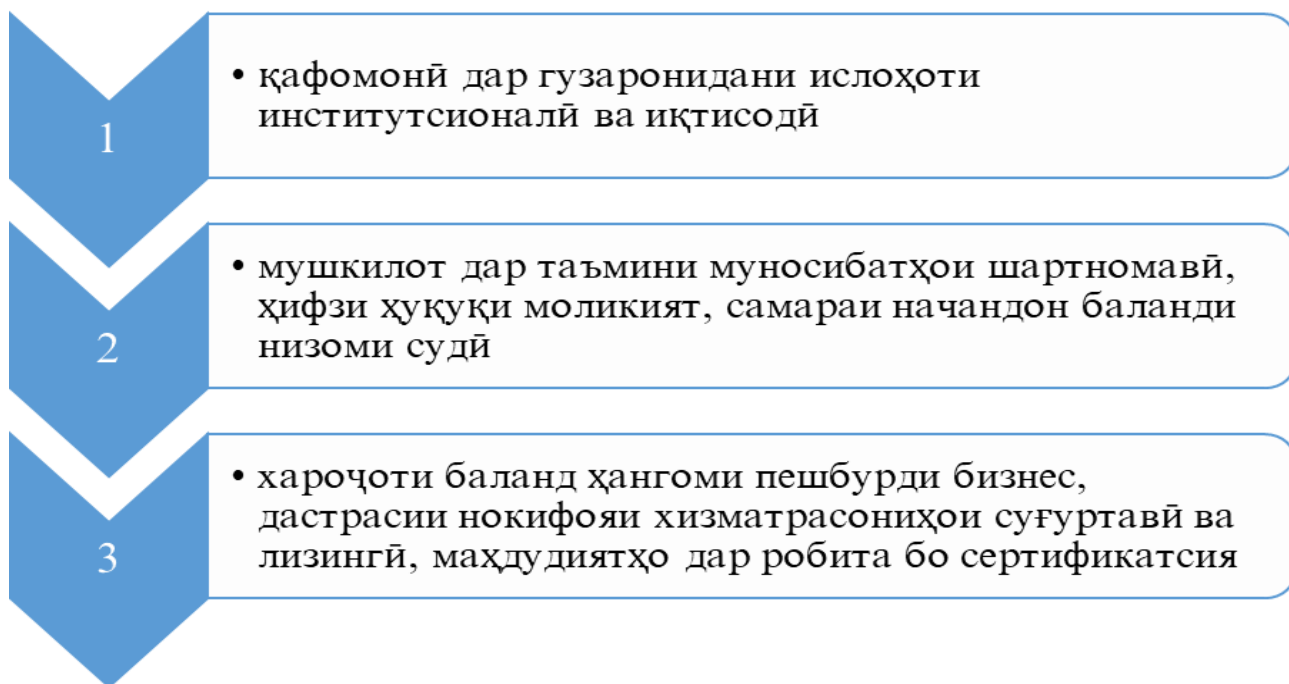 1
• қафомонӣ дар гузаронидани ислоҳоти
институтсионалӣ ва иқтисодӣ
2
• мушкилот дар таъмини муносибатҳои шартномавӣ,
ҳифзи ҳуқуқи моликият, самараи начандон баланди
низоми судӣ
3
• хароҷоти баланд ҳангоми пешбурди бизнес,
дастрасии нокифояи хизматрасониҳои суғуртавӣ ва
лизингӣ, маҳдудиятҳо дар робита бо сертификатсия